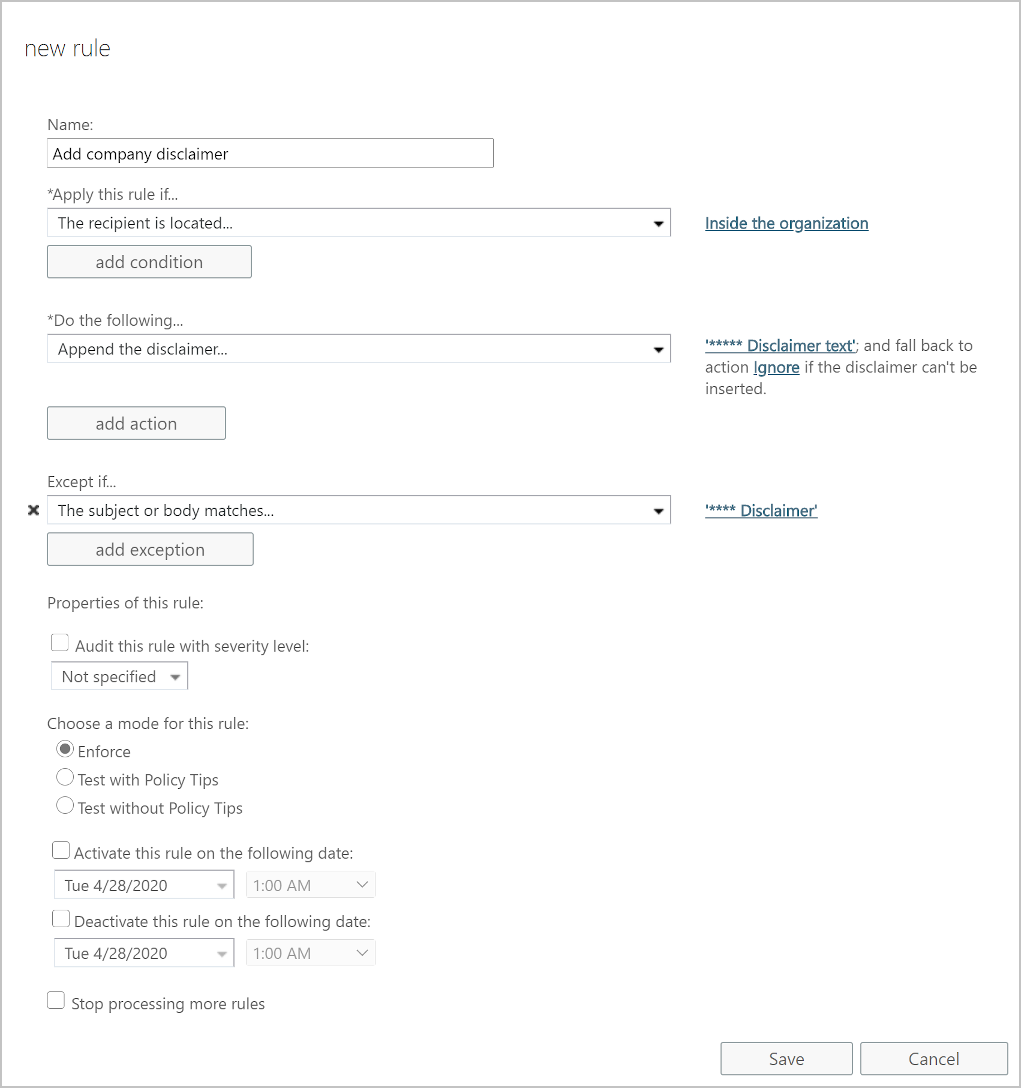 new rule
Name:
Add company disclaimer
*Apply this rule if...
The recipient is located...
Inside the organization
add condition
*Do the following...
Append the disclaimer...
'***** Disclaimer text'; and fall back to
action Ignore if the disclaimer can't be
inserted.
add action
Except if...
The subject or body matches...
'**** Disclaimer'
add exception
Properties of this rule:
Audit this rule with severity level:
Not specified
Choose a mode for this rule:
Enforce
Test with Policy Tips
Test without Policy Tips
Activate this rule on the following date:
Tue 4/28/2020 1:00 AM
Deactivate this rule on the following date:
Tue 4/28/2020 1:00 AM
Stop processing more rules
Save Cancel